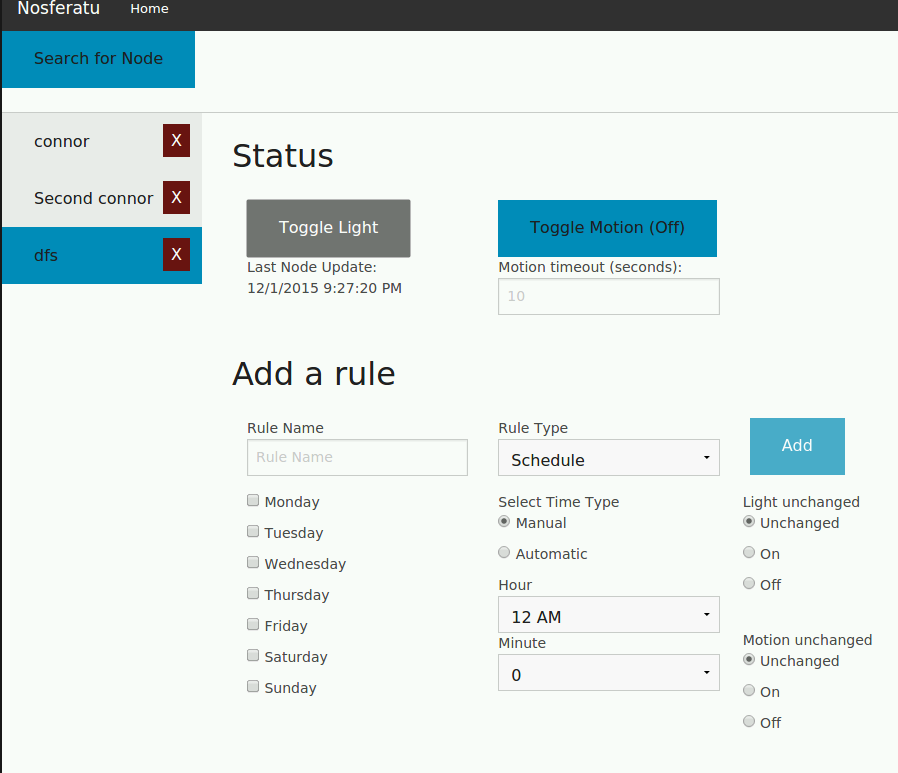 Nosferatu Home
Search for Node
connor X
Second connor X
dfs X
Status
Toggle Light
Last Node Update:
12/1/2015 9:27:20 PM
Toggle Motion (Off)
Motion timeout (seconds):
10
Add a rule
Rule Name
Rule Name
Monday
Tuesday
Wednesday
Thursday
Friday
Saturday
Sunday
Rule Type
Schedule
Select Time Type
Manual
Automatic
Hour
12 AM
Minute
0
Add
Light unchanged
Unchanged
On
Off
Motion unchanged
Unchanged
On
Off